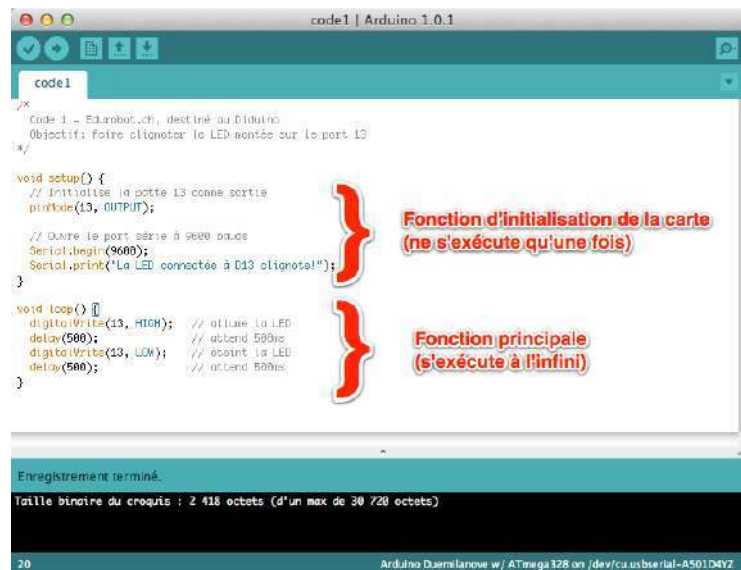 code1 | Arduino 1.0.1
code1
/*
Code 1 - Edurobot.ch, destiné au Diduino
Objectif: faire clignoter la LED montée sur le port 13
*/
void setup() {
// Initialise la patte 13 comme sortie
pinMode(13, OUTPUT);
// Ouvre le port série à 9600 bauds
Serial.begin(9600);
Serial.print("La LED connectée à D13 clignote!");
}
Fonction d'initialisation de la carte
(ne s'exécute qu'une fois)
void loop() {
digitalWrite(13, HIGH); // allume la LED
delay(500); // attend 500ms
digitalWrite(13, LOW); // éteint la LED
delay(500); // attend 500ms
}
Fonction principale
(s'exécute à l'infini)
Enregistrement terminé.
Taille binaire du croquis : 2 418 octets (d'un max de 30 720 octets)
20
Arduino Duemilanove w/ ATmega328 on /dev/cu.usbserial-A501D4YZ